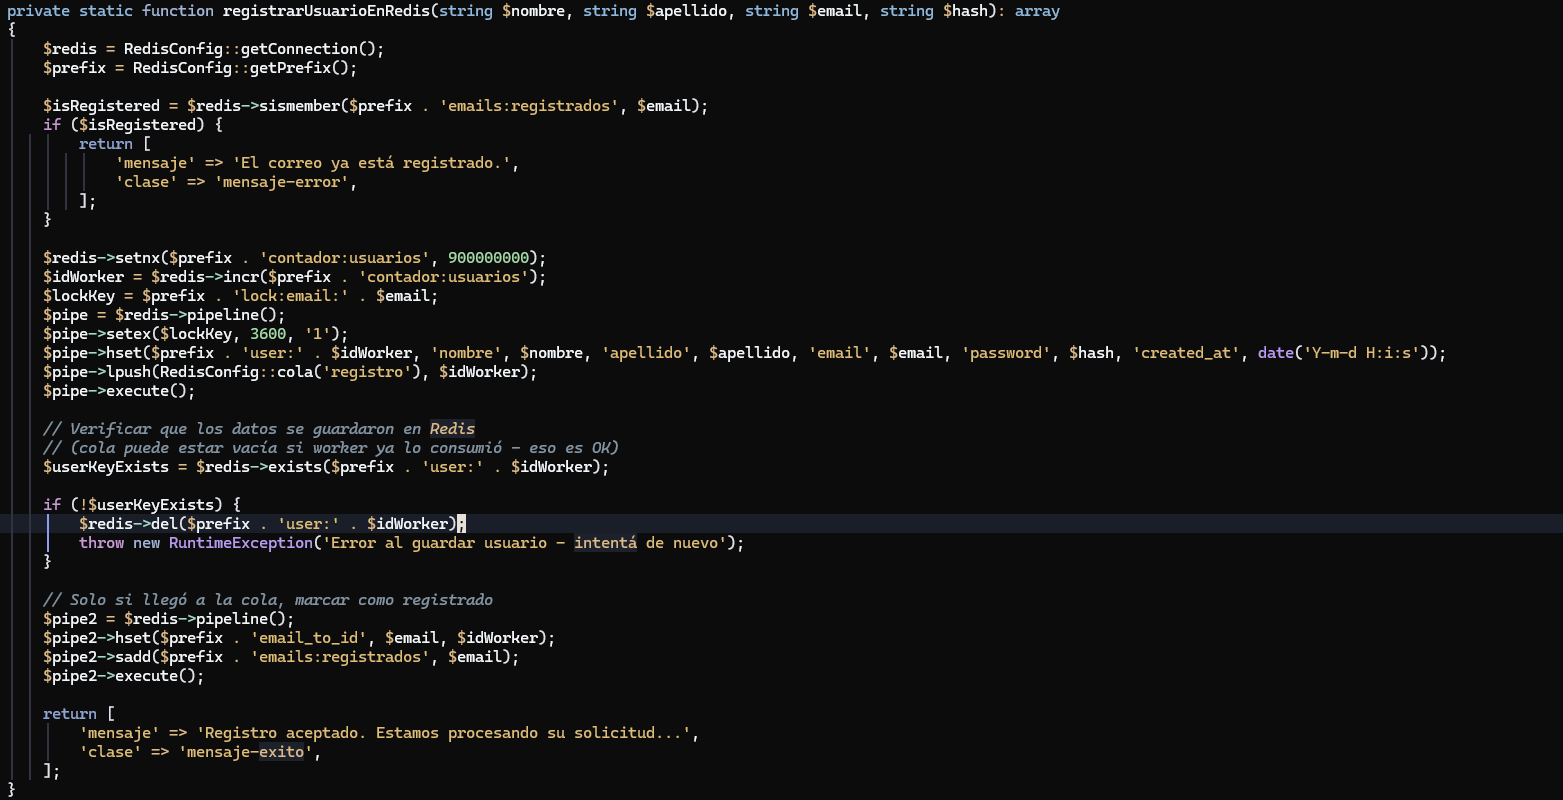 private static function registrarUsuarioEnRedis(string $nombre, string $apellido, string $email, string $hash): array
{
    $redis = RedisConfig::getConnection();
    $prefix = RedisConfig::getPrefix();

    $isRegistered = $redis->sismember($prefix . 'emails:registrados', $email);
    if ($isRegistered) {
        return [
            'mensaje' => 'El correo ya está registrado.',
            'clase' => 'mensaje-error',
        ];
    }

    $redis->setnx($prefix . 'contador:usuarios', 900000000);
    $idWorker = $redis->incr($prefix . 'contador:usuarios');
    $lockKey = $prefix . 'lock:email:' . $email;
    $pipe = $redis->pipeline();
    $pipe->setex($lockKey, 3600, '1');
    $pipe->hset($prefix . 'user:' . $idWorker, 'nombre', $nombre, 'apellido', $apellido, 'email', $email, 'password', $hash, 'created_at', date('Y-m-d H:i:s'));
    $pipe->lpush(RedisConfig::cola('registro'), $idWorker);
    $pipe->execute();

    // Verificar que los datos se guardaron en Redis
    // (cola puede estar vacía si worker ya lo consumió - eso es OK)
    $userKeyExists = $redis->exists($prefix . 'user:' . $idWorker);

    if (!$userKeyExists) {
        $redis->del($prefix . 'user:' . $idWorker);
        throw new RuntimeException('Error al guardar usuario - intentá de nuevo');
    }

    // Solo si llegó a la cola, marcar como registrado
    $pipe2 = $redis->pipeline();
    $pipe2->hset($prefix . 'email_to_id', $email, $idWorker);
    $pipe2->sadd($prefix . 'emails:registrados', $email);
    $pipe2->execute();

    return [
        'mensaje' => 'Registro aceptado. Estamos procesando su solicitud...',
        'clase' => 'mensaje-exito',
    ];
}